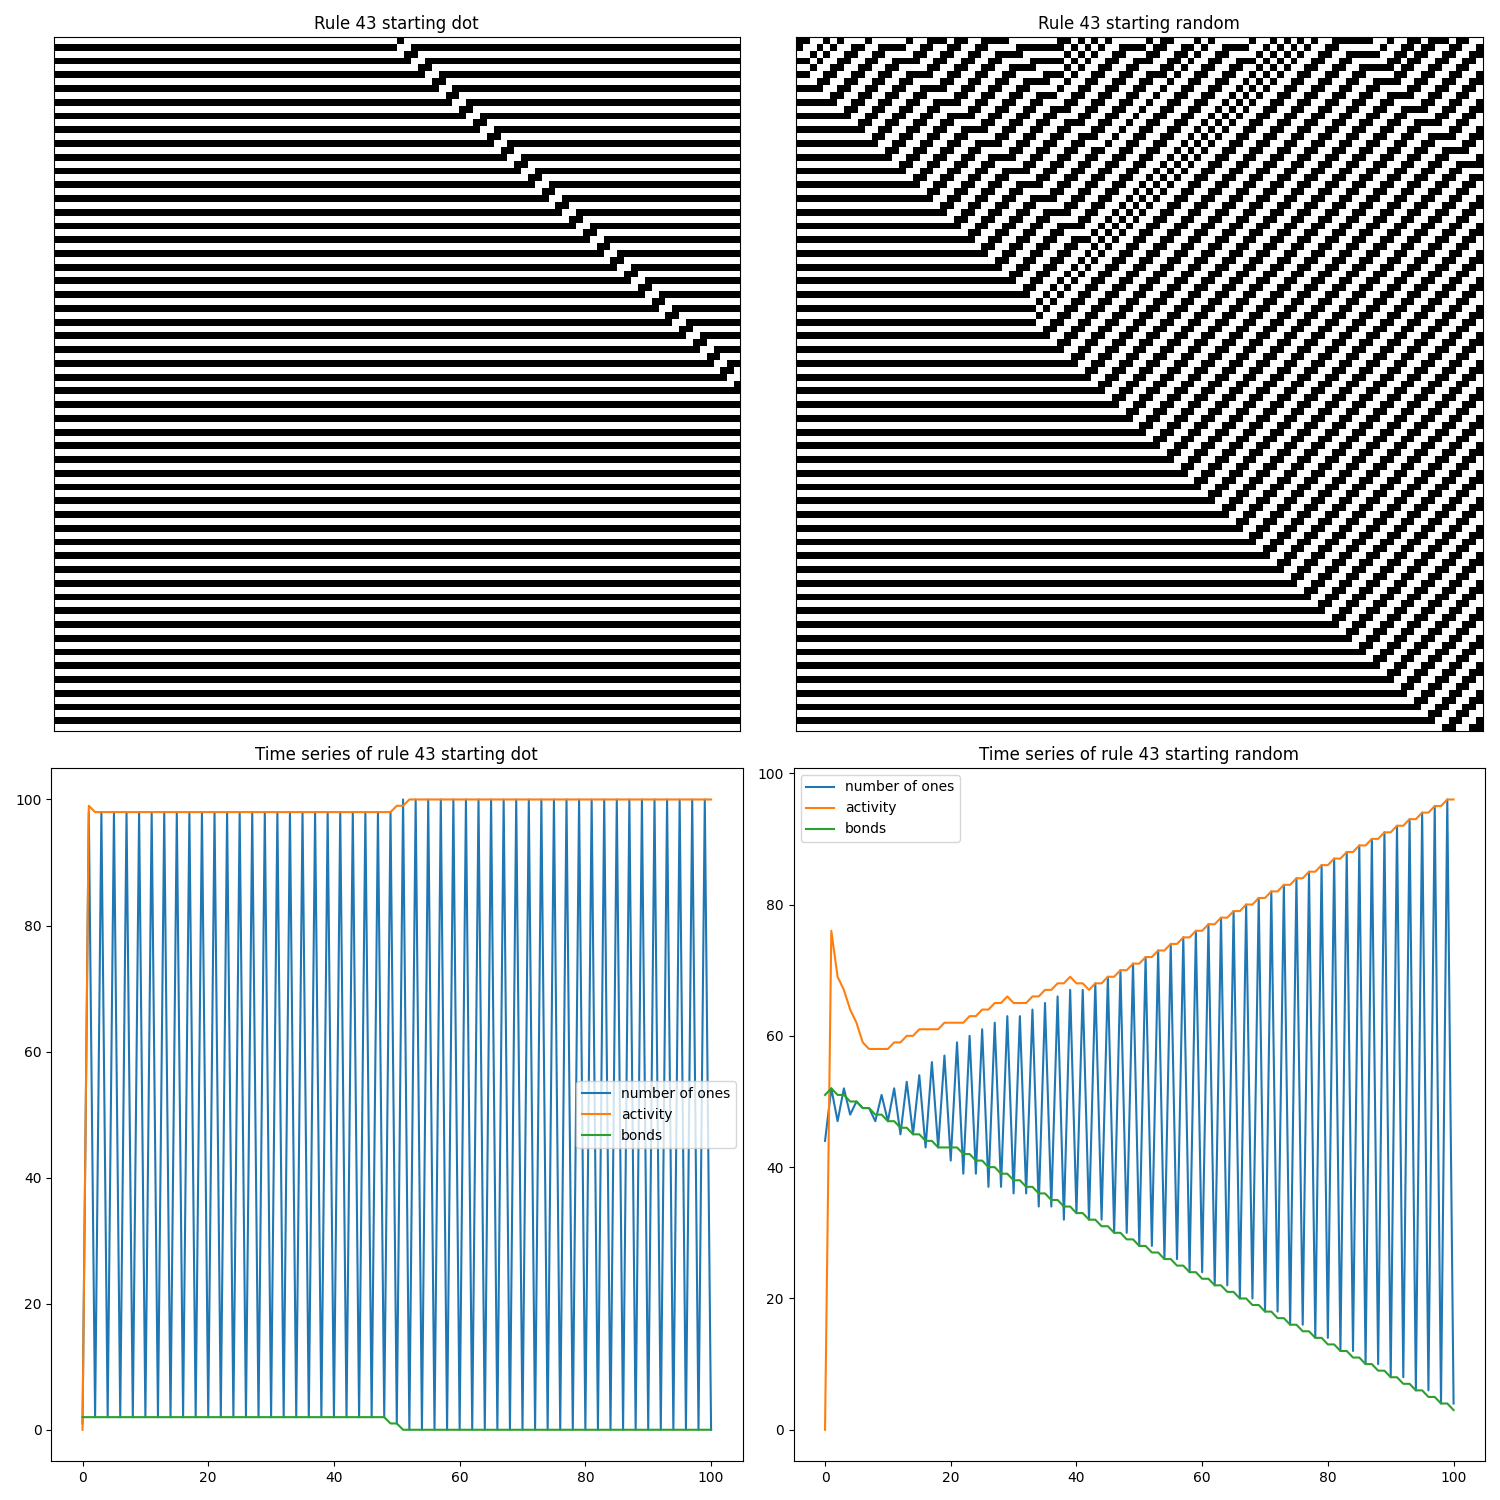 Rule 43 starting dot
Rule 43 starting random
Time series of rule 43 starting dot
100
80
60
40
20
0
number of ones
activity
bonds
0 20 40 60 80 100
Time series of rule 43 starting random
100
80
60
40
20
0
number of ones
activity
bonds
0 20 40 60 80 100